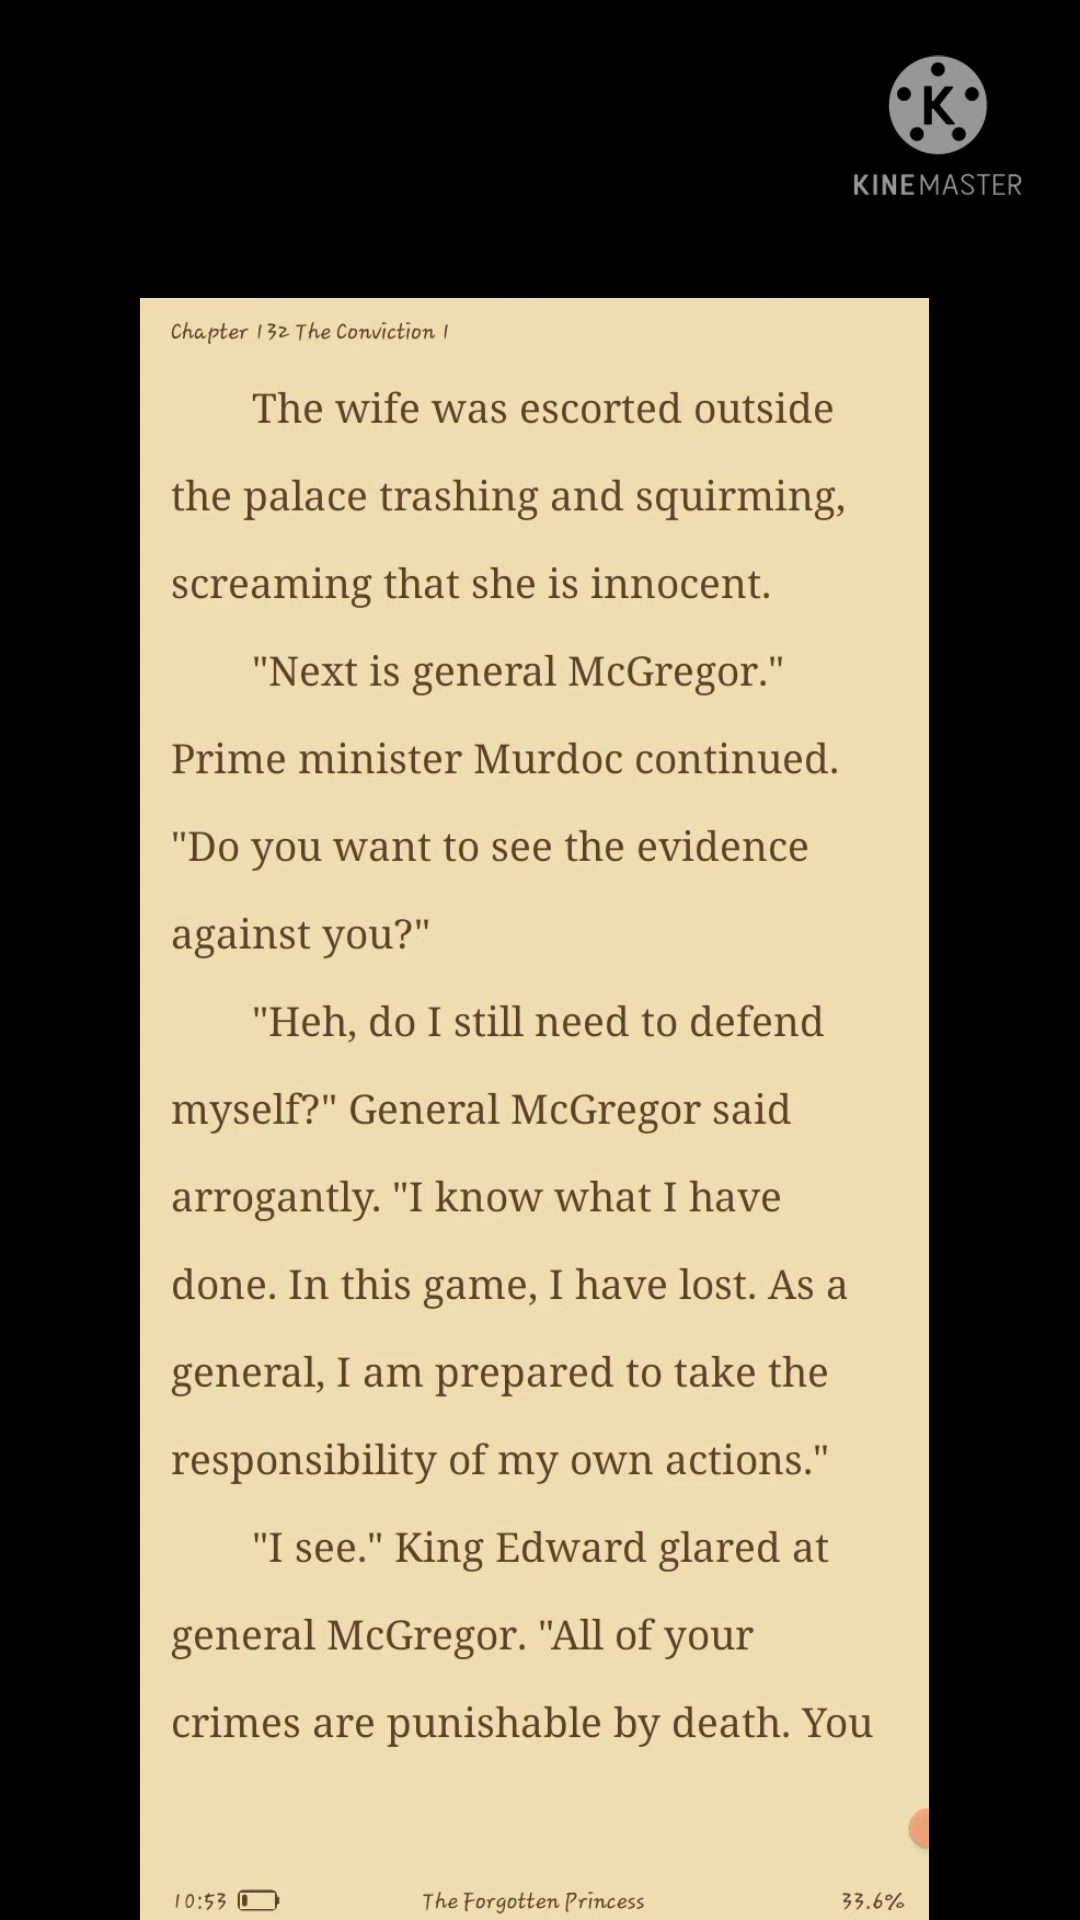 K
KINEMASTER
Chapter 132 The Conviction 1
The wife was escorted outside
the palace trashing and squirming,
screaming that she is innocent.
"Next is general McGregor."
Prime minister Murdoc continued.
"Do you want to see the evidence
against you?"
"Heh, do I still need to defend
myself?" General McGregor said
arrogantly. "I know what I have
done. In this game, I have lost. As a
general, I am prepared to take the
responsibility of my own actions."
"I see." King Edward glared at
general McGregor. "All of your
crimes are punishable by death. You
10:53 The Forgotten Princess 33.6%